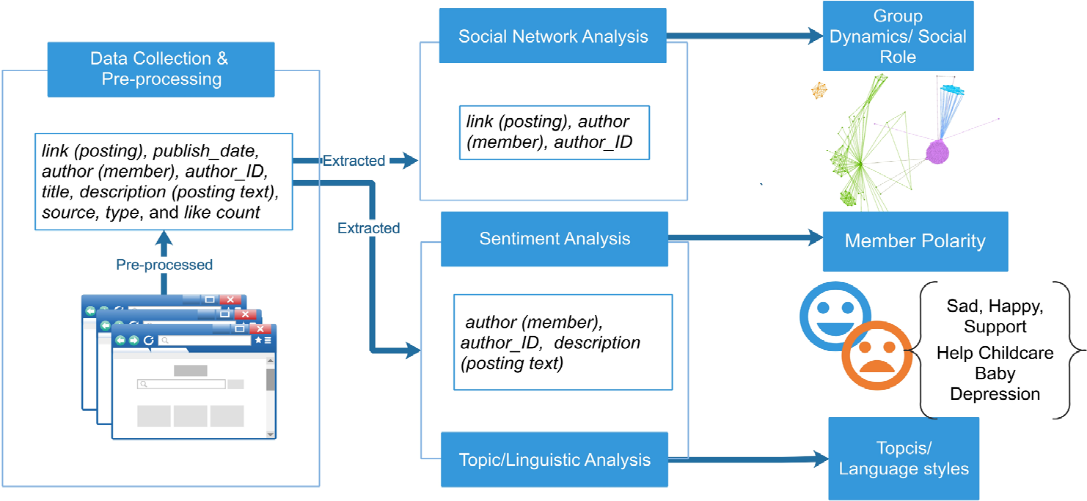 Data Collection &
Pre-processing
link (posting), publish_date,
author (member), author_ID,
title, description (posting text),
source, type, and like count
Pre-processed
Extracted
Extracted
Social Network Analysis
link (posting), author
(member), author_ID
Group
Dynamics/ Social
Role
Sentiment Analysis
author (member),
author_ID, description
(posting text)
Member Polarity
Sad, Happy,
Support
Help Childcare
Baby
Depression
Topic/Linguistic Analysis
Topcis/
Language styles